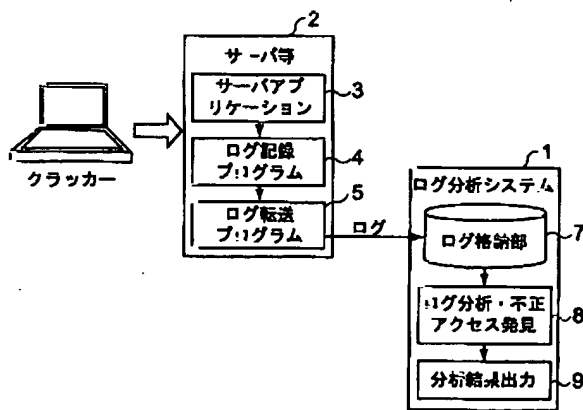 2
サーバ等
サーバアプ
リケーション
3
ログ記録
プログラム
4
ログ転送
プログラム
5
クラッカー
ログ
1
ログ分析システム
ログ格納部
7
ログ分析・不正
アクセス発見
8
分析結果出力
9